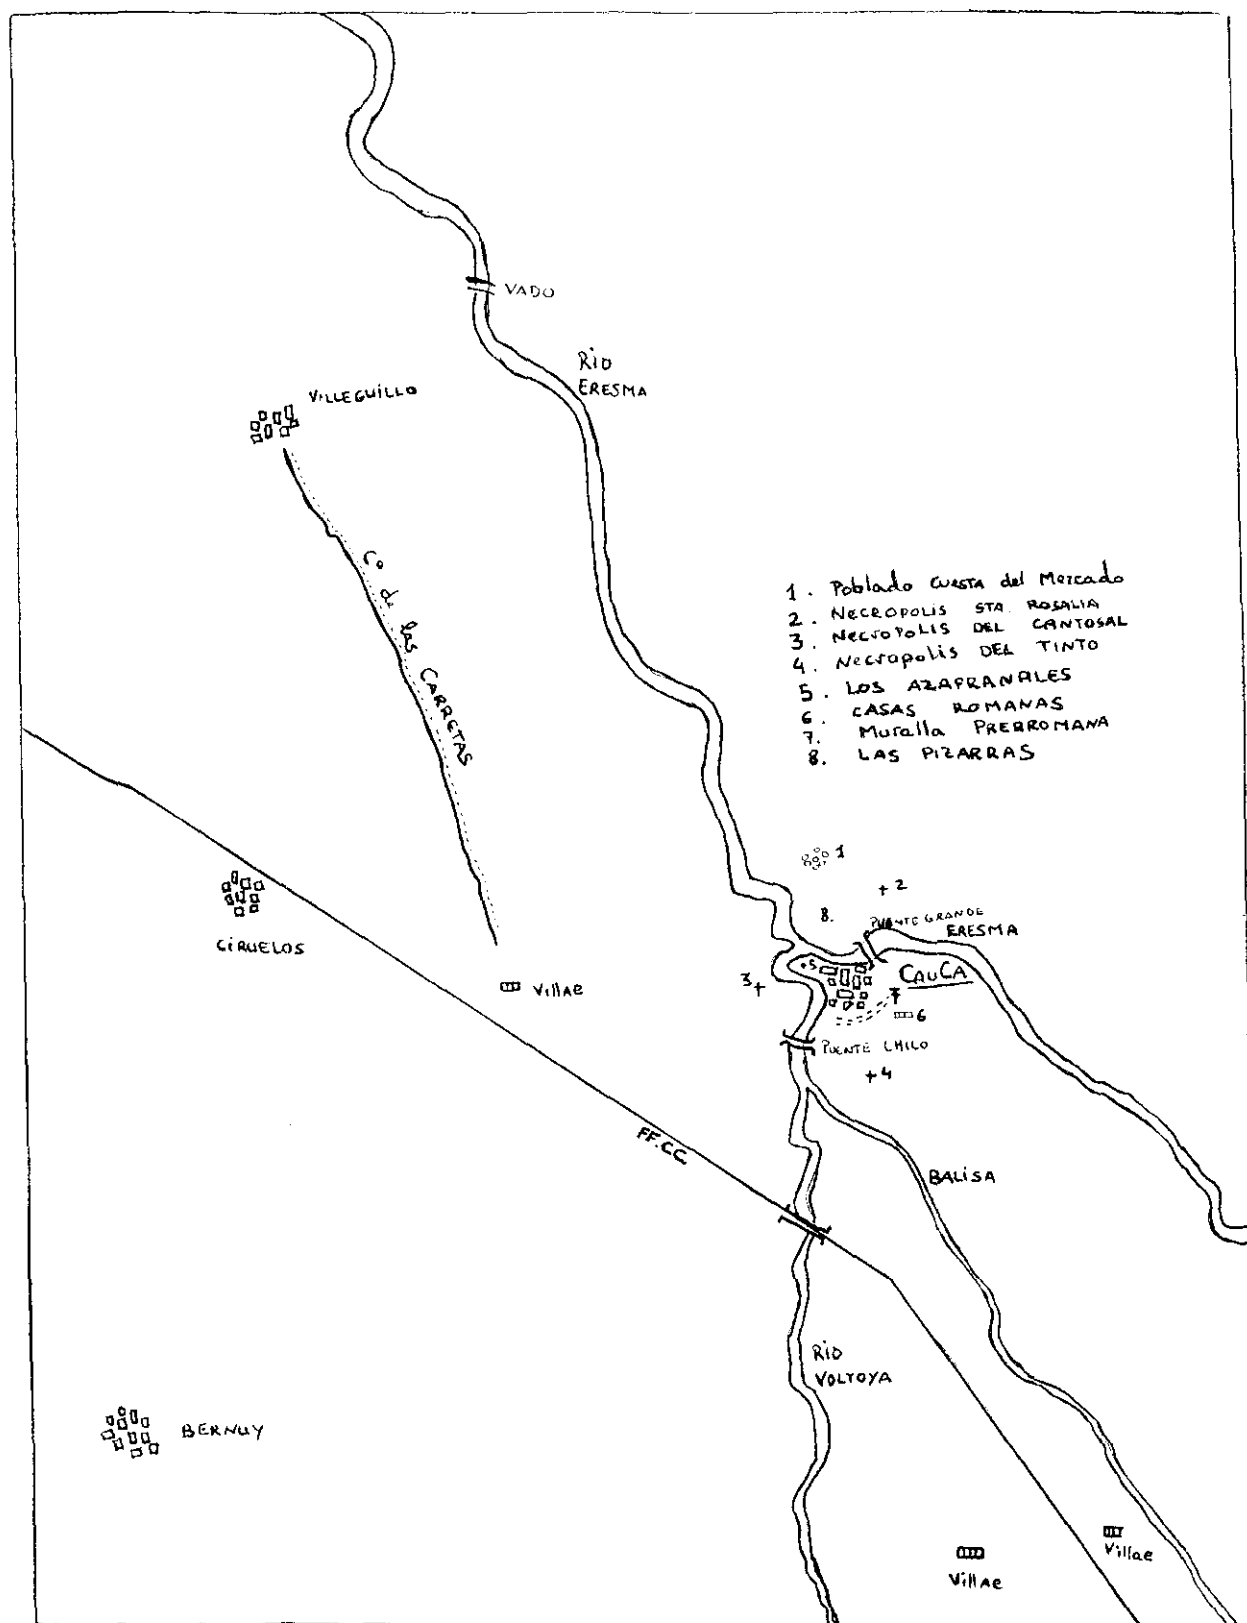 VADO
RIO
ERESMA
VILLEGUILLO
Cº de las CARRETAS
1. Poblado CUESTA del Mercado
2. NECROPOLIS STA. ROSALIA
3. NECROPOLIS DEL CANTOSAL
4. Necropolis DEL TINTO
5. LOS AZAFRANALES
6. CASAS ROMANAS
7. Muralla PRERROMANA
8. LAS PIZARRAS
1
2
8.
PUENTE GRANDE
ERESMA
CIRUELOS
5
CAUCA
3
Villae
7
6
PUENTE CHICO
4
FF.CC.
BALISA
RIO
VOLTOYA
BERNUY
Villae
Villae